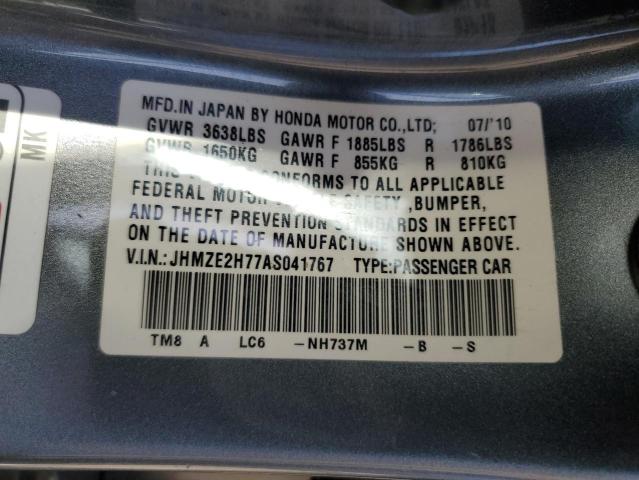 MFD.IN JAPAN BY HONDA MOTOR CO.,LTD; 07/'10
GVWR 3638LBS GAWR F 1885LBS R 1786LBS
GVWR 1650KG GAWR F 855KG R 810KG
THIS CONFORMS TO ALL APPLICABLE
FEDERAL MOTOR SAFETY ,BUMPER,
AND THEFT PREVENTION STANDARDS IN EFFECT
ON THE DATE OF MANUFACTURE SHOWN ABOVE.
V.I.N.:JHMZE2H77AS041767 TYPE:PASSENGER CAR
TM8 A LC6 -NH737M -B -S
MK